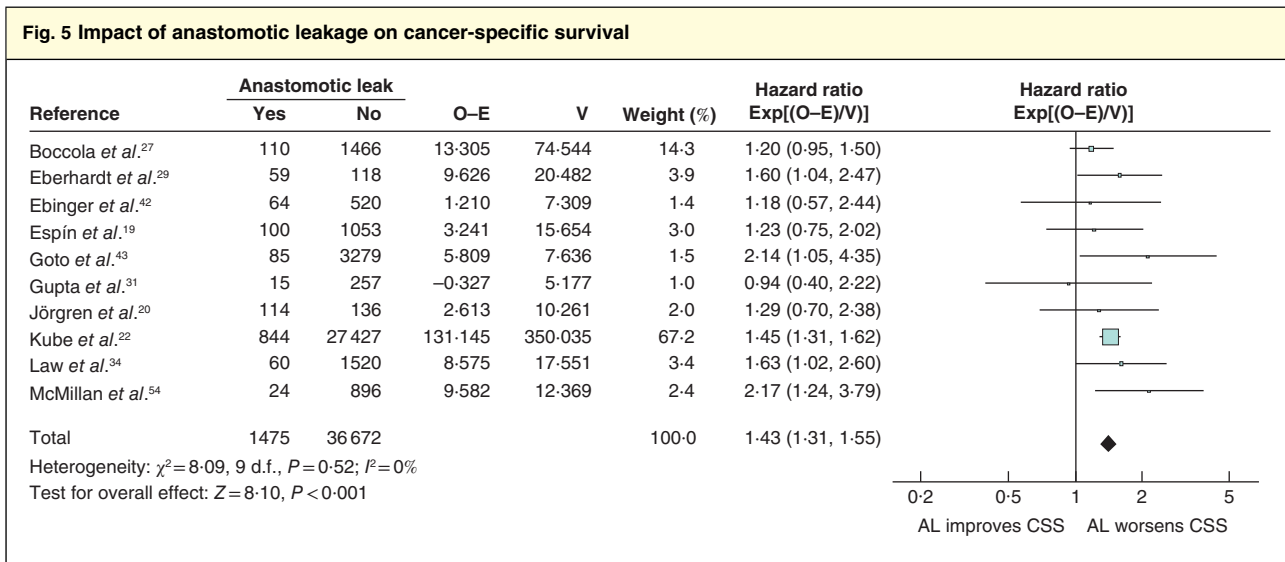 Fig. 5 Impact of anastomotic leakage on cancer-specific survival
Anastomotic leak Hazard ratio Hazard ratio
Reference Yes No O–E V Weight (%) Exp[(O–E)/V)] Exp[(O–E)/V)]
Boccola et al.27 110 1466 13·305 74·544 14·3 1·20 (0·95, 1·50)
Eberhardt et al.29 59 118 9·626 20·482 3·9 1·60 (1·04, 2·47)
Ebinger et al.42 64 520 1·210 7·309 1·4 1·18 (0·57, 2·44)
Espín et al.19 100 1053 3·241 15·654 3·0 1·23 (0·75, 2·02)
Goto et al.43 85 3279 5·809 7·636 1·5 2·14 (1·05, 4·35)
Gupta et al.31 15 257 −0·327 5·177 1·0 0·94 (0·40, 2·22)
Jörgren et al.20 114 136 2·613 10·261 2·0 1·29 (0·70, 2·38)
Kube et al.22 844 27 427 131·145 350·035 67·2 1·45 (1·31, 1·62)
Law et al.34 60 1520 8·575 17·551 3·4 1·63 (1·02, 2·60)
McMillan et al.54 24 896 9·582 12·369 2·4 2·17 (1·24, 3·79)
Total 1475 36 672 100·0 1·43 (1·31, 1·55)
Heterogeneity: χ²=8·09, 9 d.f., P=0·52; I²=0%
Test for overall effect: Z=8·10, P<0·001
0·2 0·5 1 2 5
AL improves CSS AL worsens CSS